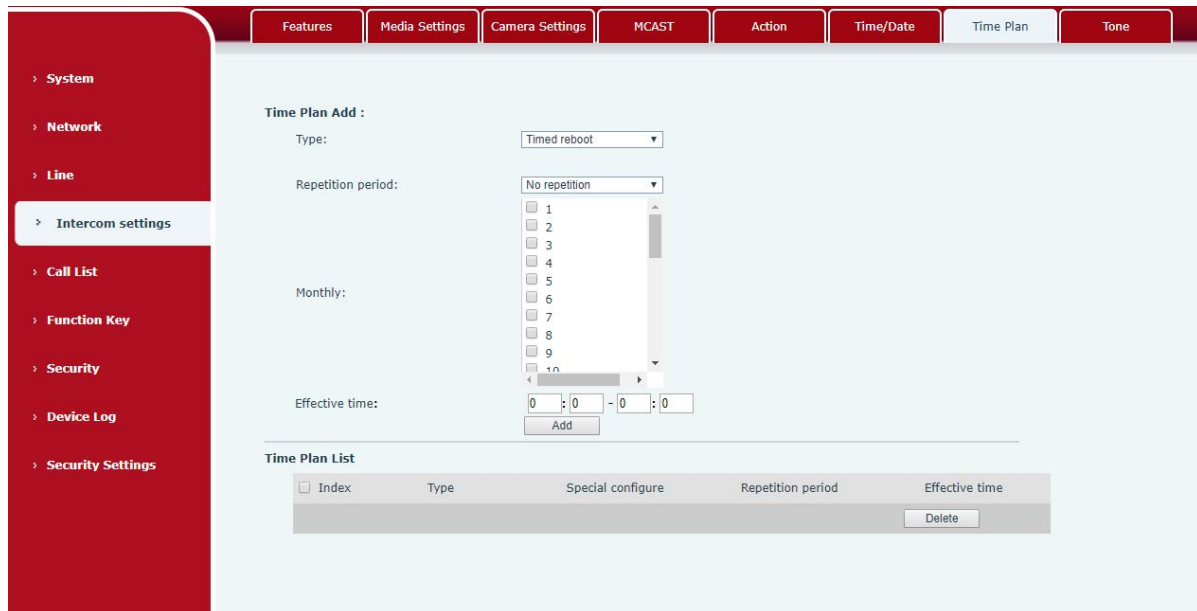 Features Media Settings Camera Settings MCAST Action Time/Date Time Plan Tone
› System
› Network
› Line
› Intercom settings
› Call List
› Function Key
› Security
› Device Log
› Security Settings
Time Plan Add :
Type: Timed reboot
Repetition period: No repetition
Monthly:
1
2
3
4
5
6
7
8
9
10
Effective time: 0 : 0 - 0 : 0
Add
Time Plan List
Index Type Special configure Repetition period Effective time
Delete